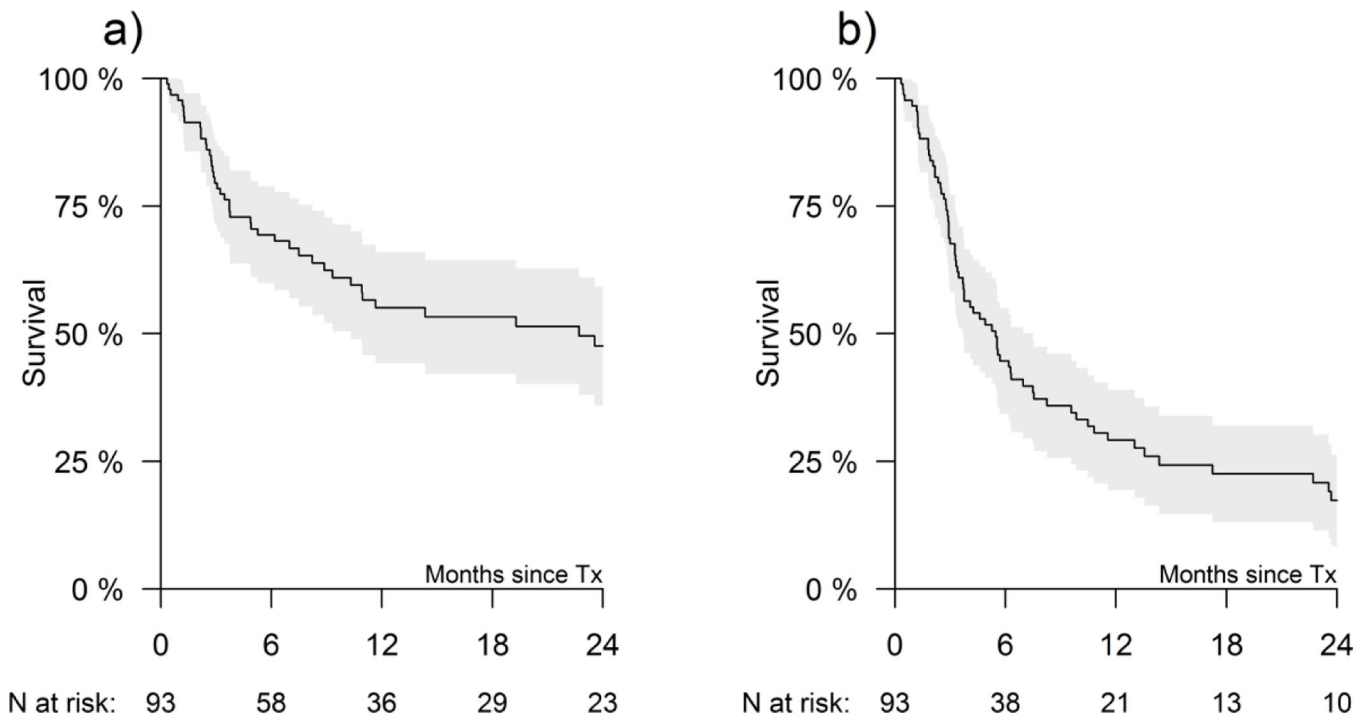 a)
100 %
75 %
50 %
25 %
0 %
Survival
Months since Tx
0 6 12 18 24
N at risk: 93 58 36 29 23
b)
100 %
75 %
50 %
25 %
0 %
Survival
Months since Tx
0 6 12 18 24
93 38 21 13 10